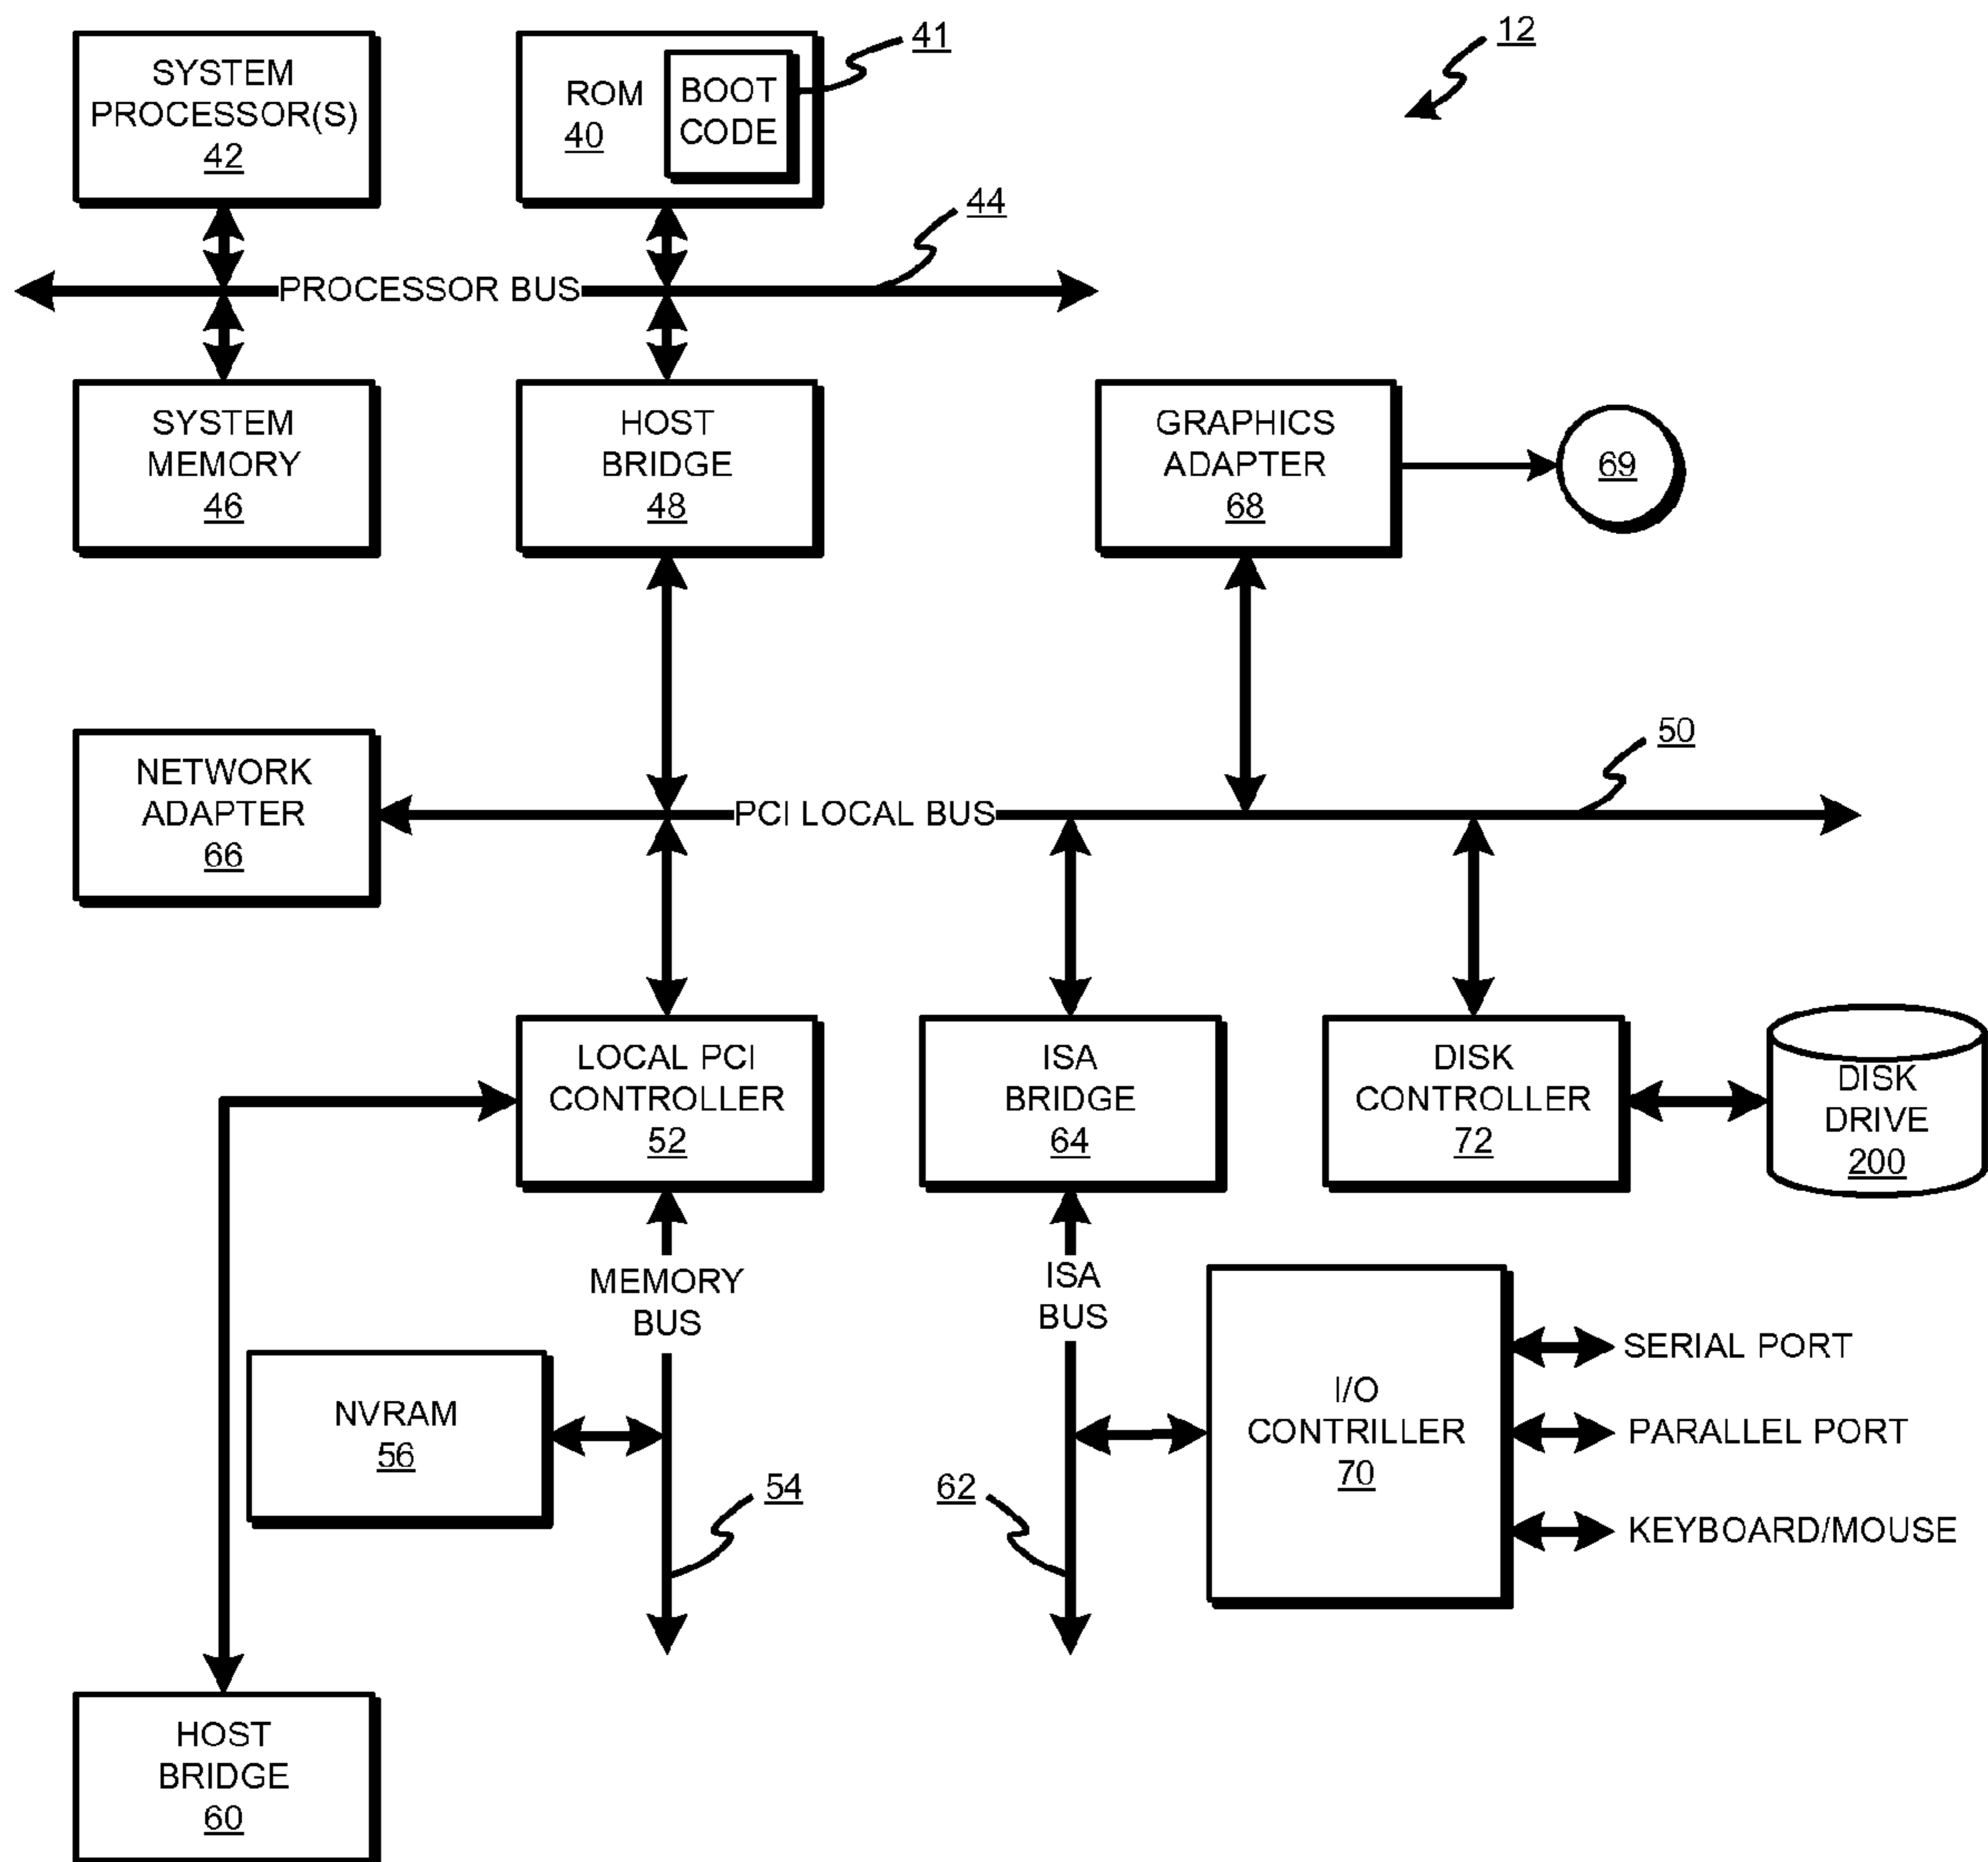 SYSTEM
PROCESSOR(S)
42
ROM
40
BOOT
CODE
41
12
44
PROCESSOR BUS
SYSTEM
MEMORY
46
HOST
BRIDGE
48
GRAPHICS
ADAPTER
68
69
NETWORK
ADAPTER
66
PCI LOCAL BUS
50
LOCAL PCI
CONTROLLER
52
ISA
BRIDGE
64
DISK
CONTROLLER
72
DISK
DRIVE
200
MEMORY
BUS
ISA
BUS
NVRAM
56
54
62
I/O
CONTRILLER
70
SERIAL PORT
PARALLEL PORT
KEYBOARD/MOUSE
HOST
BRIDGE
60